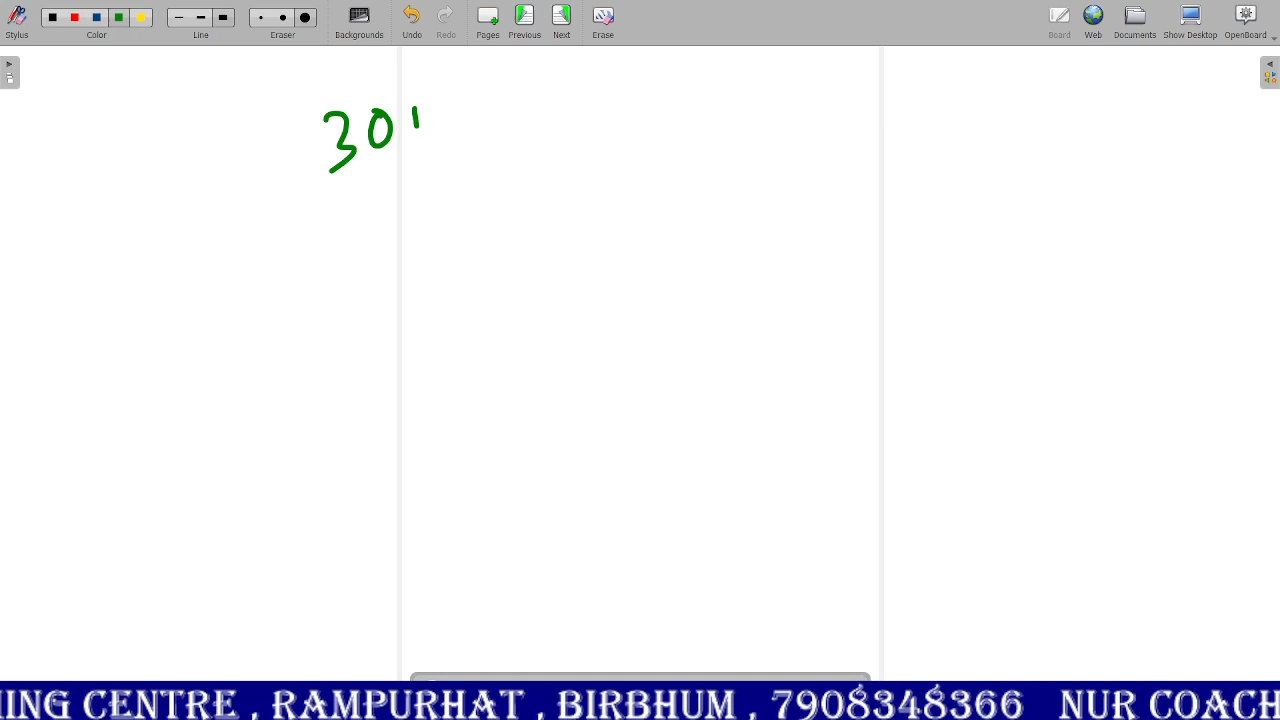 Stylus Color Line Eraser Backgrounds Undo Redo Pages Previous Next Erase Board Web Documents Show Desktop OpenBoard
30'
NING CENTRE , RAMPURHAT , BIRBHUM , 7908348366 NUR COACH